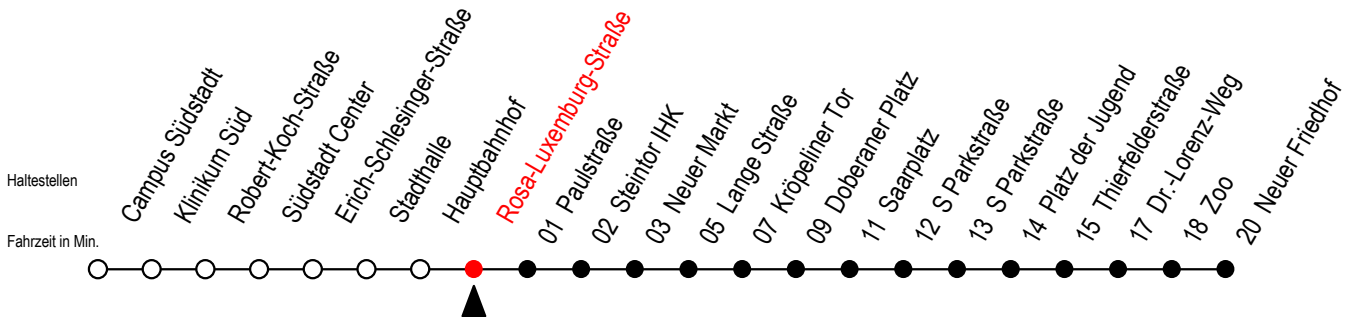 Haltestellen
Campus Südstadt
Klinikum Süd
Robert-Koch-Straße
Südstadt Center
Erich-Schlesinger-Straße
Stadthalle
Hauptbahnhof
Rosa-Luxemburg-Straße
01 Paulstraße
02 Steintor IHK
03 Neuer Markt
05 Lange Straße
07 Kröpeliner Tor
09 Doberaner Platz
11 Saarplatz
12 S Parkstraße
13 S Parkstraße
14 Platz der Jugend
15 Thierfelderstraße
17 Dr.-Lorenz-Weg
18 Zoo
20 Neuer Friedhof
Fahrzeit in Min.